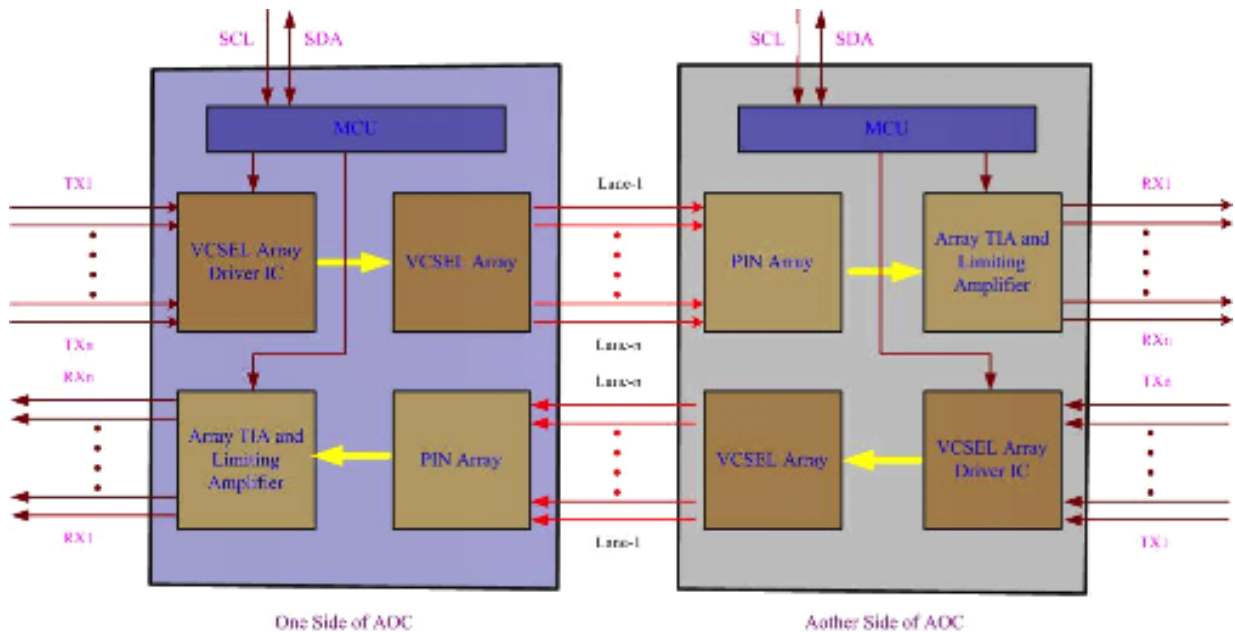 SCL SDA
SCL SDA
MCU
MCU
TX1
Lane-1
RX1
VCSEL Array
Driver IC
VCSEL Array
PIN Array
Array TIA and
Limiting
Amplifier
TXn
Lane-n
RXn
RXn
Lane-n
TXn
Array TIA and
Limiting
Amplifier
PIN Array
VCSEL Array
VCSEL Array
Driver IC
RX1
Lane-1
TX1
One Side of AOC
Aother Side of AOC